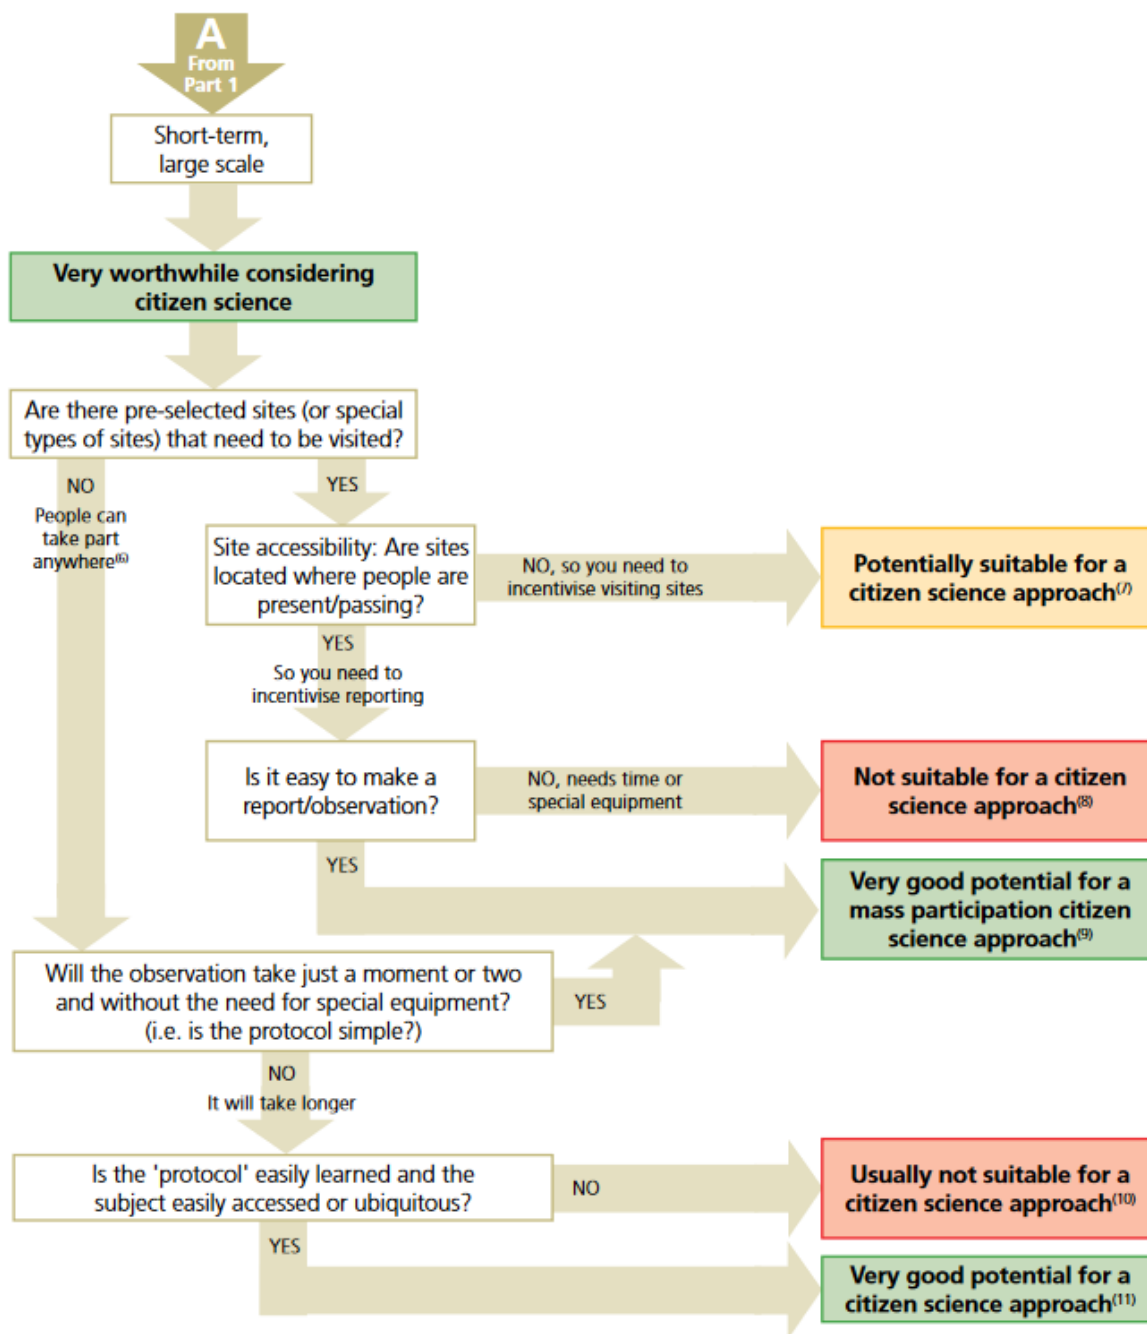 A
From
Part 1
Short-term,
large scale
Very worthwhile considering
citizen science
Are there pre-selected sites (or special
types of sites) that need to be visited?
NO
People can
take part
anywhere(6)
YES
Site accessibility: Are sites
located where people are
present/passing?
NO, so you need to
incentivise visiting sites
Potentially suitable for a
citizen science approach(7)
YES
So you need to
incentivise reporting
Is it easy to make a
report/observation?
NO, needs time or
special equipment
Not suitable for a citizen
science approach(8)
YES
Very good potential for a
mass participation citizen
science approach(9)
Will the observation take just a moment or two
and without the need for special equipment?
(i.e. is the protocol simple?)
YES
NO
It will take longer
Is the 'protocol' easily learned and the
subject easily accessed or ubiquitous?
NO
Usually not suitable for a
citizen science approach(10)
YES
Very good potential for a
citizen science approach(11)